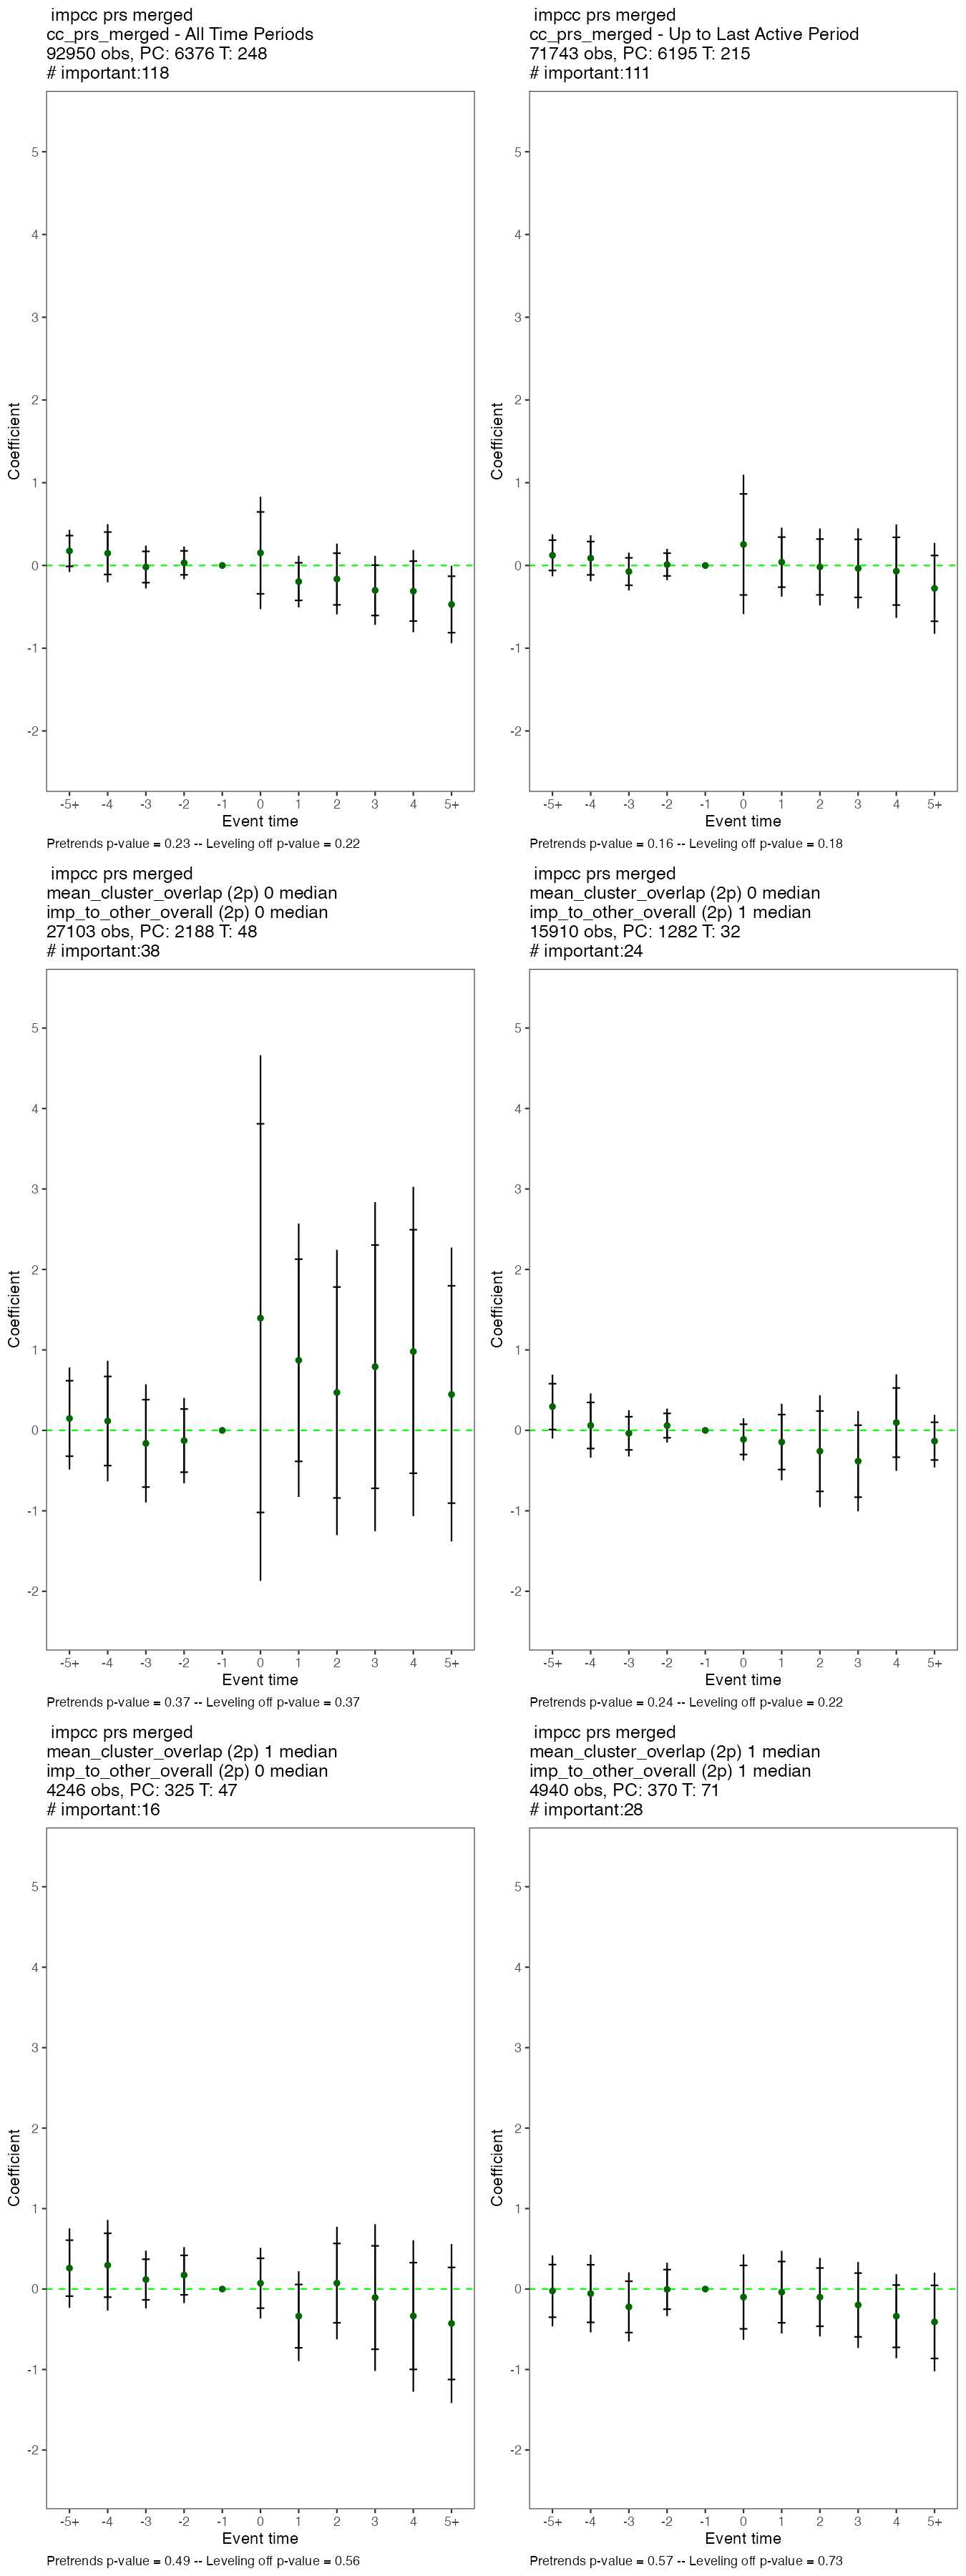 impcc prs merged
cc_prs_merged - All Time Periods
92950 obs, PC: 6376 T: 248
# important:118
5
4
3
2
1
0
-1
-2
Coefficient
-5+ -4 -3 -2 -1 0 1 2 3 4 5+
Event time
Pretrends p-value = 0.23 -- Leveling off p-value = 0.22
impcc prs merged
cc_prs_merged - Up to Last Active Period
71743 obs, PC: 6195 T: 215
# important:111
5
4
3
2
1
0
-1
-2
Coefficient
-5+ -4 -3 -2 -1 0 1 2 3 4 5+
Event time
Pretrends p-value = 0.16 -- Leveling off p-value = 0.18
impcc prs merged
mean_cluster_overlap (2p) 0 median
imp_to_other_overall (2p) 0 median
27103 obs, PC: 2188 T: 48
# important:38
5
4
3
2
1
0
-1
-2
Coefficient
-5+ -4 -3 -2 -1 0 1 2 3 4 5+
Event time
Pretrends p-value = 0.37 -- Leveling off p-value = 0.37
impcc prs merged
mean_cluster_overlap (2p) 0 median
imp_to_other_overall (2p) 1 median
15910 obs, PC: 1282 T: 32
# important:24
5
4
3
2
1
0
-1
-2
Coefficient
-5+ -4 -3 -2 -1 0 1 2 3 4 5+
Event time
Pretrends p-value = 0.24 -- Leveling off p-value = 0.22
impcc prs merged
mean_cluster_overlap (2p) 1 median
imp_to_other_overall (2p) 0 median
4246 obs, PC: 325 T: 47
# important:16
5
4
3
2
1
0
-1
-2
Coefficient
-5+ -4 -3 -2 -1 0 1 2 3 4 5+
Event time
Pretrends p-value = 0.49 -- Leveling off p-value = 0.56
impcc prs merged
mean_cluster_overlap (2p) 1 median
imp_to_other_overall (2p) 1 median
4940 obs, PC: 370 T: 71
# important:28
5
4
3
2
1
0
-1
-2
Coefficient
-5+ -4 -3 -2 -1 0 1 2 3 4 5+
Event time
Pretrends p-value = 0.57 -- Leveling off p-value = 0.73